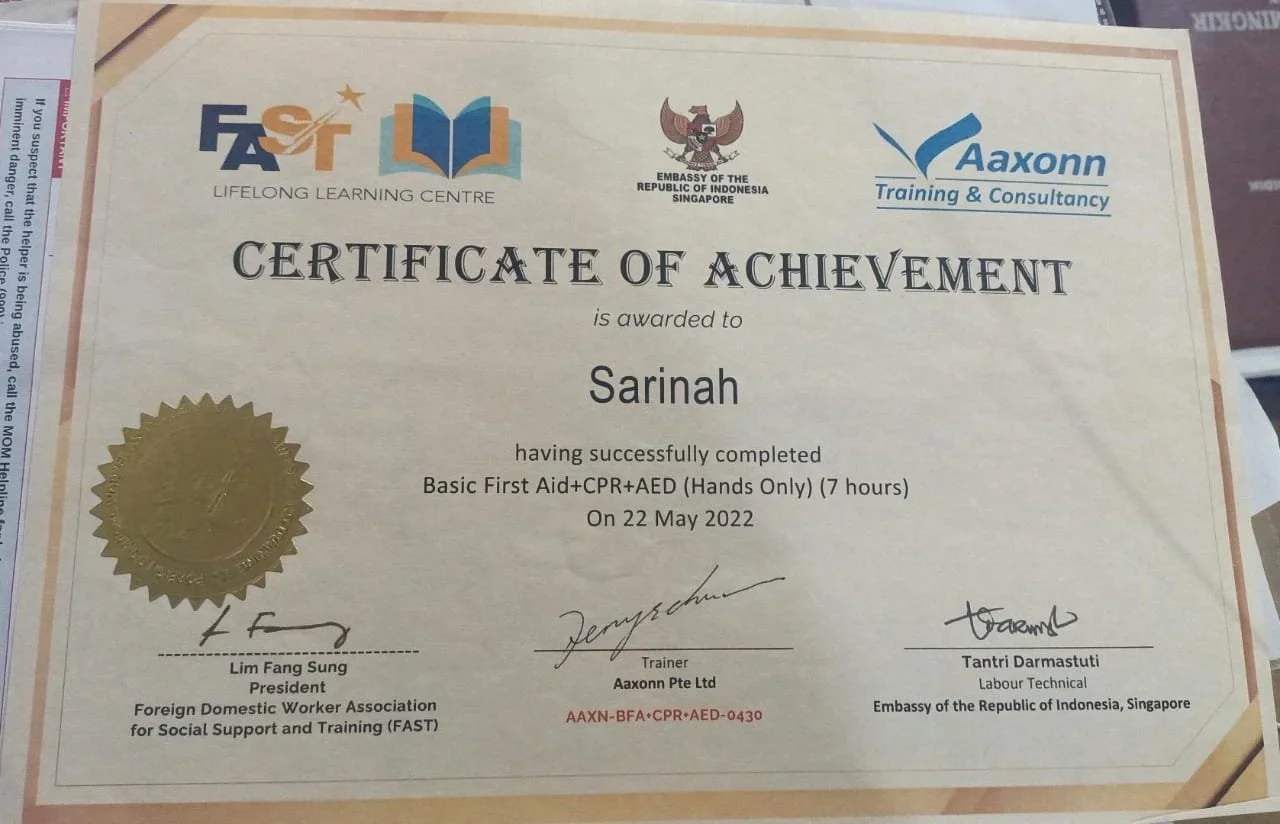 FAST
LIFELONG LEARNING CENTRE
EMBASSY OF THE
REPUBLIC OF INDONESIA
SINGAPORE
Aaxonn
Training & Consultancy
CERTIFICATE OF ACHIEVEMENT
is awarded to
Sarinah
having successfully completed
Basic First Aid+CPR+AED (Hands Only) (7 hours)
On 22 May 2022
Lim Fang Sung
President
Foreign Domestic Worker Association
for Social Support and Training (FAST)
Trainer
Aaxonn Pte Ltd
AAXN-BFA+CPR+AED-0430
Tantri Darmastuti
Labour Technical
Embassy of the Republic of Indonesia, Singapore
If you suspect that the helper is being abused, call the MOM Helpline
imminent danger, call the Police (999)